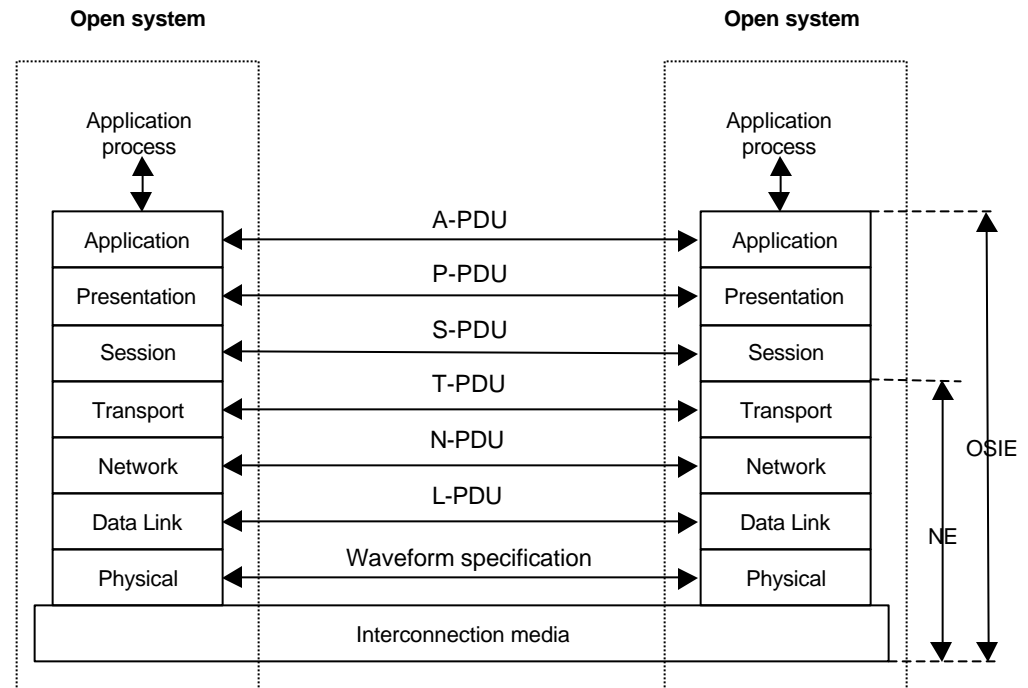 Open system Open system
Application
process
Application
process
A-PDU
Application Application
P-PDU
Presentation Presentation
S-PDU
Session Session
T-PDU
Transport Transport
N-PDU
Network Network
OSIE
L-PDU
Data Link Data Link
NE
Waveform specification
Physical Physical
Interconnection media